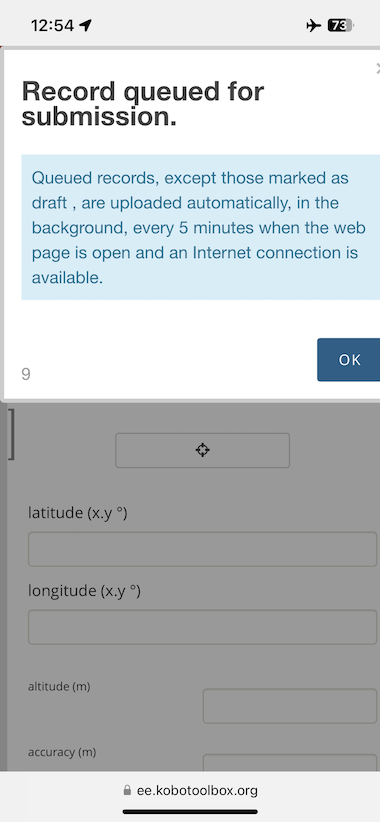 12:54
73
Record queued for
submission.
Queued records, except those marked as
draft , are uploaded automatically, in the
background, every 5 minutes when the web
page is open and an Internet connection is
available.
9
OK
latitude (x.y °)
longitude (x.y °)
altitude (m)
accuracy (m)
ee.kobotoolbox.org